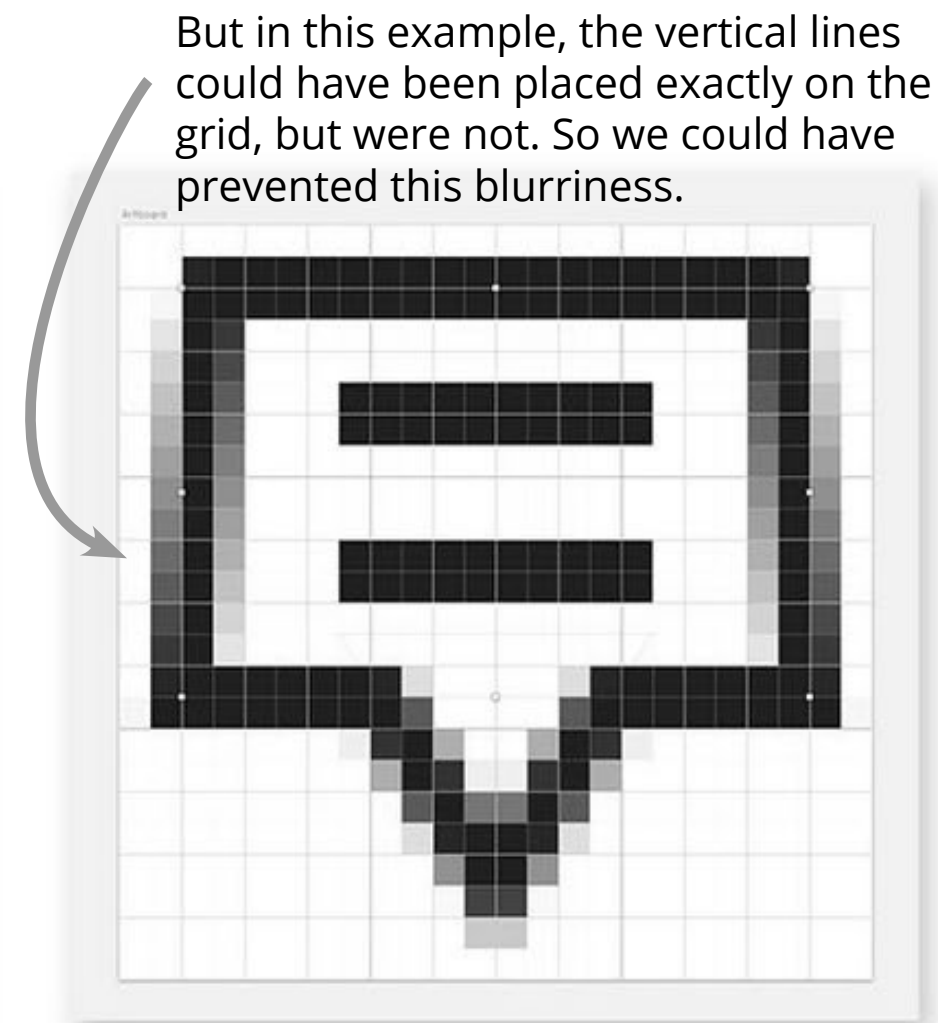 But in this example, the vertical lines
could have been placed exactly on the
grid, but were not. So we could have
prevented this blurriness.
Artboard